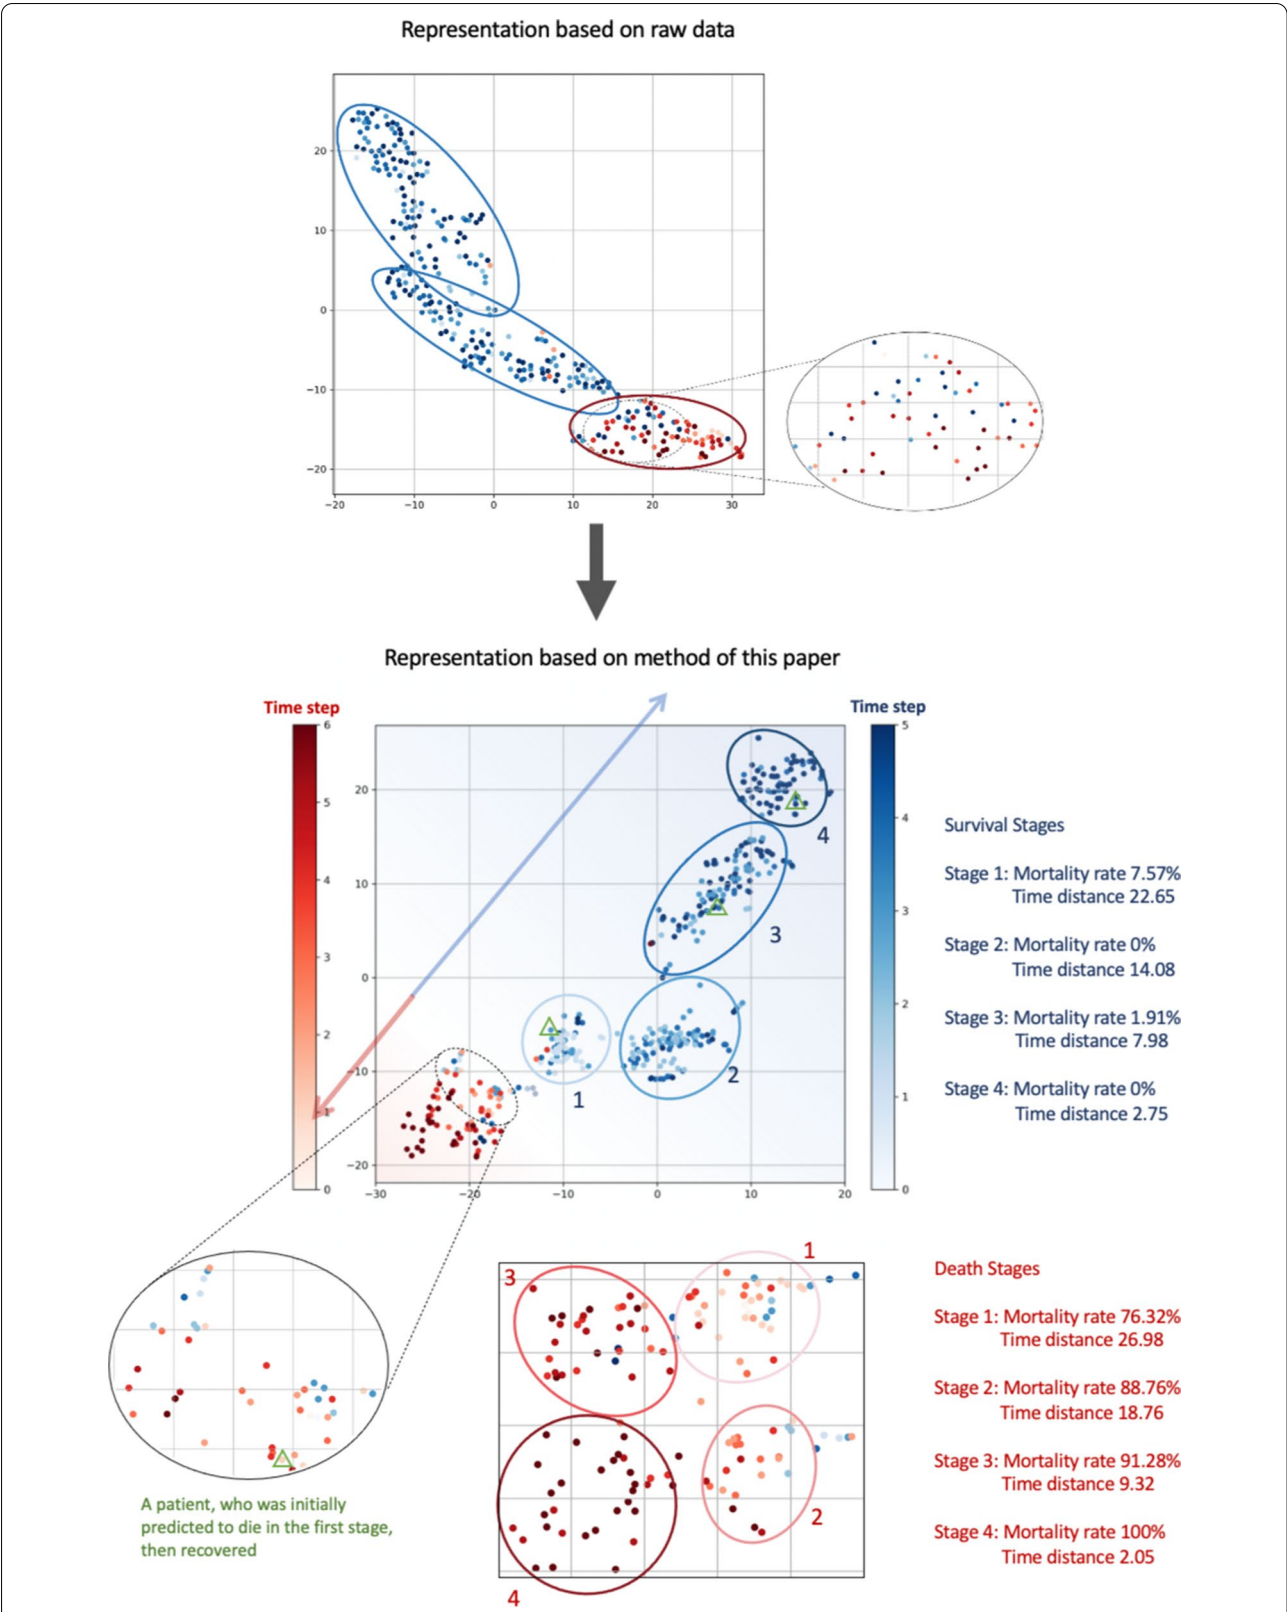 Representation based on raw data
20
10
0
−10
−20
−20 −10 0 10 20 30
Representation based on method of this paper
Time step
Time step
6
5
4
3
2
1
0
20
10
0
−10
−20
−30 −20 −10 0 10 20
5
4
3
2
1
0
4
3
2
1
Survival Stages
Stage 1: Mortality rate 7.57%
Time distance 22.65
Stage 2: Mortality rate 0%
Time distance 14.08
Stage 3: Mortality rate 1.91%
Time distance 7.98
Stage 4: Mortality rate 0%
Time distance 2.75
A patient, who was initially
predicted to die in the first stage,
then recovered
1
3
2
4
Death Stages
Stage 1: Mortality rate 76.32%
Time distance 26.98
Stage 2: Mortality rate 88.76%
Time distance 18.76
Stage 3: Mortality rate 91.28%
Time distance 9.32
Stage 4: Mortality rate 100%
Time distance 2.05